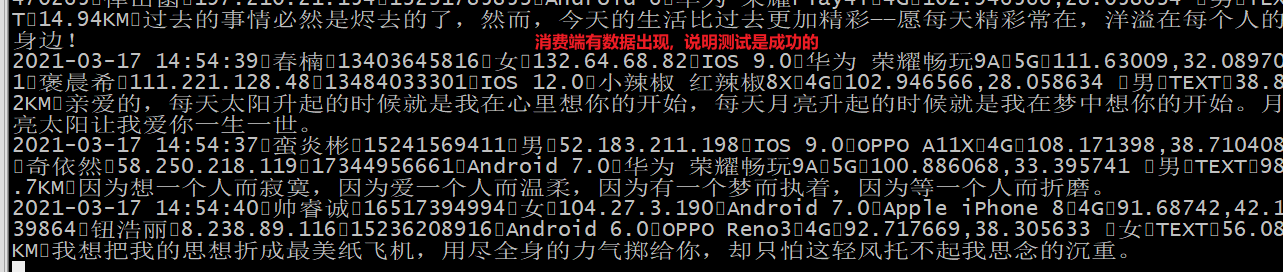 T▯14.94KM▯过去的事情必然是烬去的了，然而，今天的生活比过去更加精彩——愿每天精彩常在，洋溢在每个人的
身边！
消费端有数据出现，说明测试是成功的
2021-03-17 14:54:39▯春楠▯13403645816▯女▯132.64.68.82▯IOS 9.0▯华为 荣耀畅玩9A▯5G▯111.63009,32.08970
1▯褒晨希▯111.221.128.48▯13484033301▯IOS 12.0▯小辣椒 红辣椒8X▯4G▯102.946566,28.058634 ▯男▯TEXT▯38.8
2KM▯亲爱的，每天太阳升起的时候就是我在心里想你的开始，每天月亮升起的时候就是我在梦中想你的开始。月
亮太阳让我爱你一生一世。
2021-03-17 14:54:37▯蛮炎彬▯15241569411▯男▯52.183.211.198▯IOS 9.0▯OPPO A11X▯4G▯108.171398,38.710408
▯奇依然▯58.250.218.119▯17344956661▯Android 7.0▯华为 荣耀畅玩9A▯5G▯100.886068,33.395741 ▯男▯TEXT▯98
.7KM▯因为想一个人而寂寞，因为爱一个人而温柔，因为有一个梦而执着，因为等一个人而折磨。
2021-03-17 14:54:40▯帅睿诚▯16517394994▯女▯104.27.3.190▯Android 7.0▯Apple iPhone 8▯4G▯91.68742,42.1
39864▯钮浩丽▯8.238.89.116▯15236208916▯Android 6.0▯OPPO Reno3▯4G▯92.717669,38.305633 ▯女▯TEXT▯56.08
KM▯我想把我的思想折成最美纸飞机，用尽全身的力气掷给你，却只怕这轻风托不起我思念的沉重。